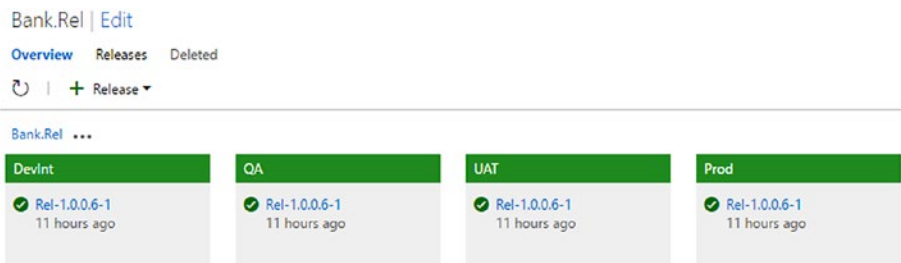 Bank.Rel | Edit
Overview Releases Deleted
+ Release
Bank.Rel ...
DevInt QA UAT Prod
Rel-1.0.0.6-1 Rel-1.0.0.6-1 Rel-1.0.0.6-1 Rel-1.0.0.6-1
11 hours ago 11 hours ago 11 hours ago 11 hours ago